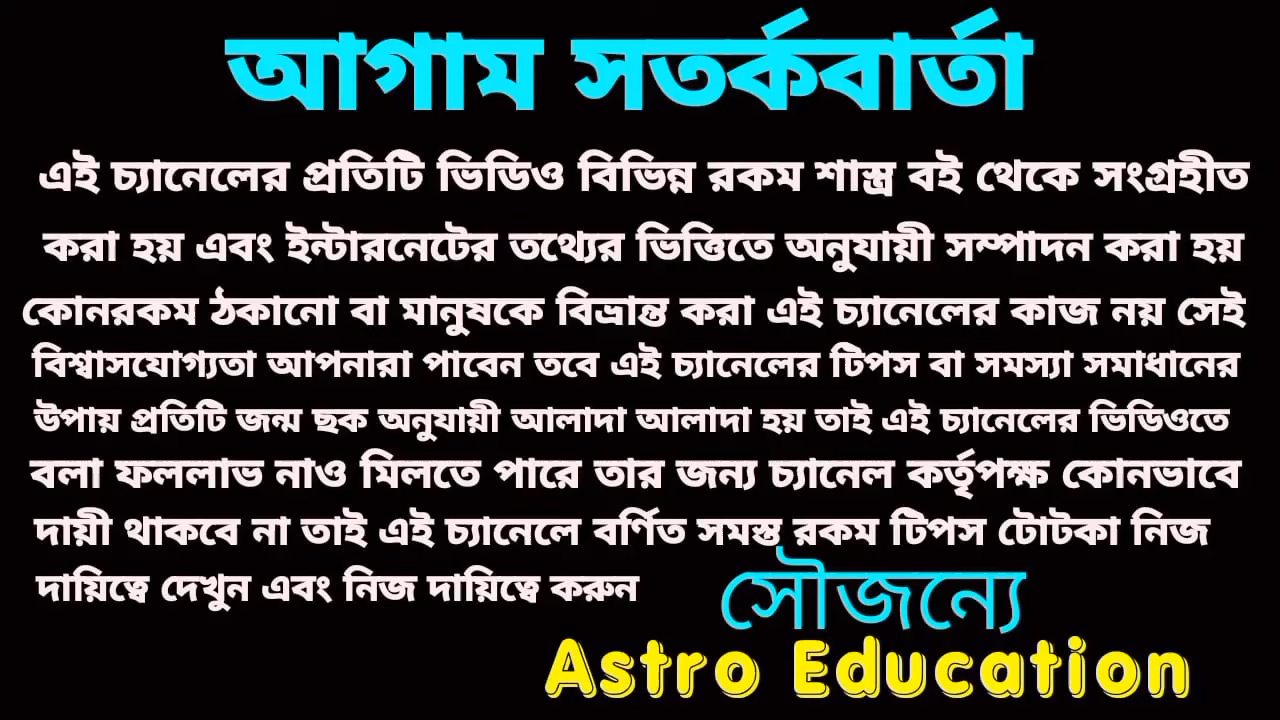 আগাম সতর্কবার্তা
এই চ্যানেলের প্রতিটি ভিডিও বিভিন্ন রকম শাস্ত্র বই থেকে সংগ্রহীত
করা হয় এবং ইন্টারনেটের তথ্যের ভিত্তিতে অনুযায়ী সম্পাদন করা হয়
কোনরকম ঠকানো বা মানুষকে বিভ্রান্ত করা এই চ্যানেলের কাজ নয় সেই
বিশ্বাসযোগ্যতা আপনারা পাবেন তবে এই চ্যানেলের টিপস বা সমস্যা সমাধানের
উপায় প্রতিটি জন্ম ছক অনুযায়ী আলাদা আলাদা হয় তাই এই চ্যানেলের ভিডিওতে
বলা ফললাভ নাও মিলতে পারে তার জন্য চ্যানেল কর্তৃপক্ষ কোনভাবে
দায়ী থাকবে না তাই এই চ্যানেলে বর্ণিত সমস্ত রকম টিপস টোটকা নিজ
দায়িত্বে দেখুন এবং নিজ দায়িত্বে করুন
সৌজন্যে
Astro Education